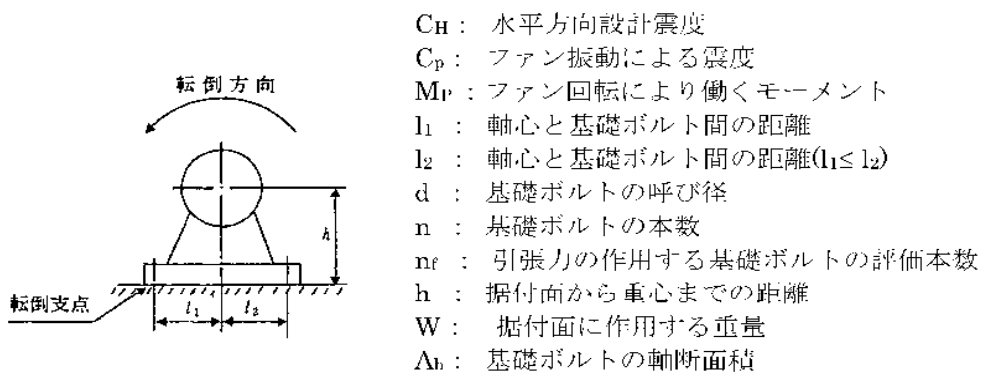 転倒方向
h
転倒支点
l₁
l₂
C_H : 水平方向設計震度
C_p : ファン振動による震度
M_P : ファン回転により働くモーメント
l₁ : 軸心と基礎ボルト間の距離
l₂ : 軸心と基礎ボルト間の距離(l₁≤ l₂)
d : 基礎ボルトの呼び径
n : 基礎ボルトの本数
n_f : 引張力の作用する基礎ボルトの評価本数
h : 据付面から重心までの距離
W : 据付面に作用する重量
A_b : 基礎ボルトの軸断面積